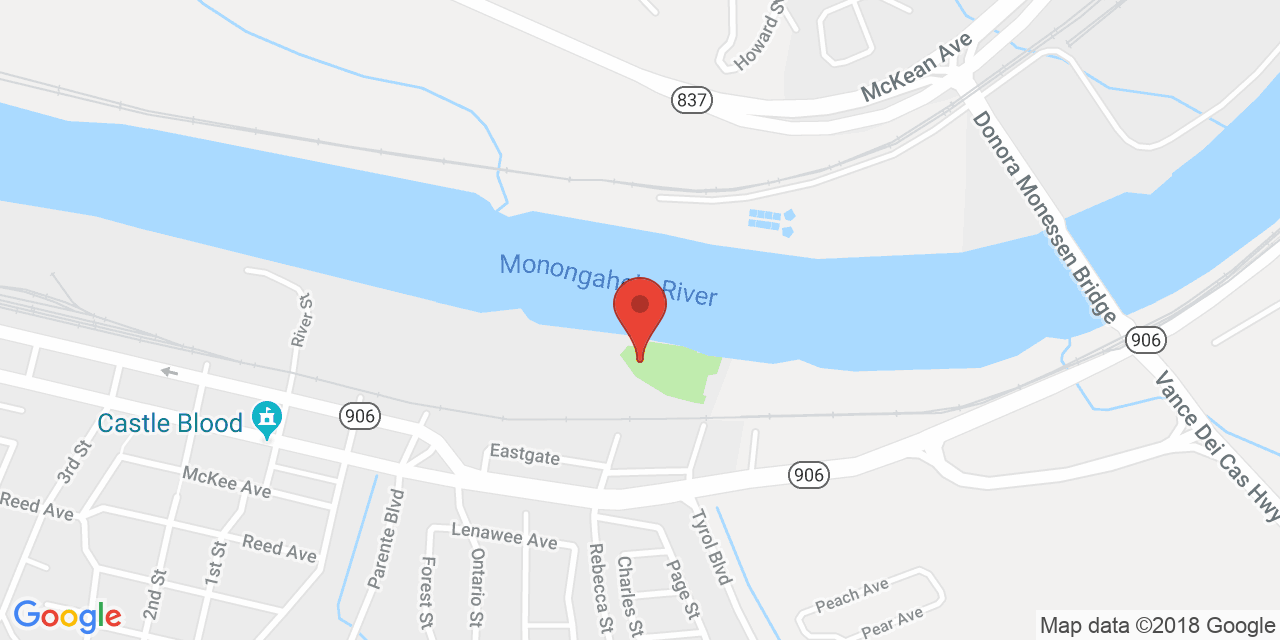 Howard St
McKean Ave
837
Donora Monessen Bridge
River
River St
906
906
Castle Blood
906
Vance Dei Cas Hwy
Eastgate
3rd St
McKee Ave
Reed Ave
Tyrol Blvd
Parente Blvd
Lenawee Ave
Reed Ave
Rebecca St
Ontario St
1st St
Forest St
Charles St
Page St
2nd St
Peach Ave
Pear Ave
Google
Map data ©2018 Google